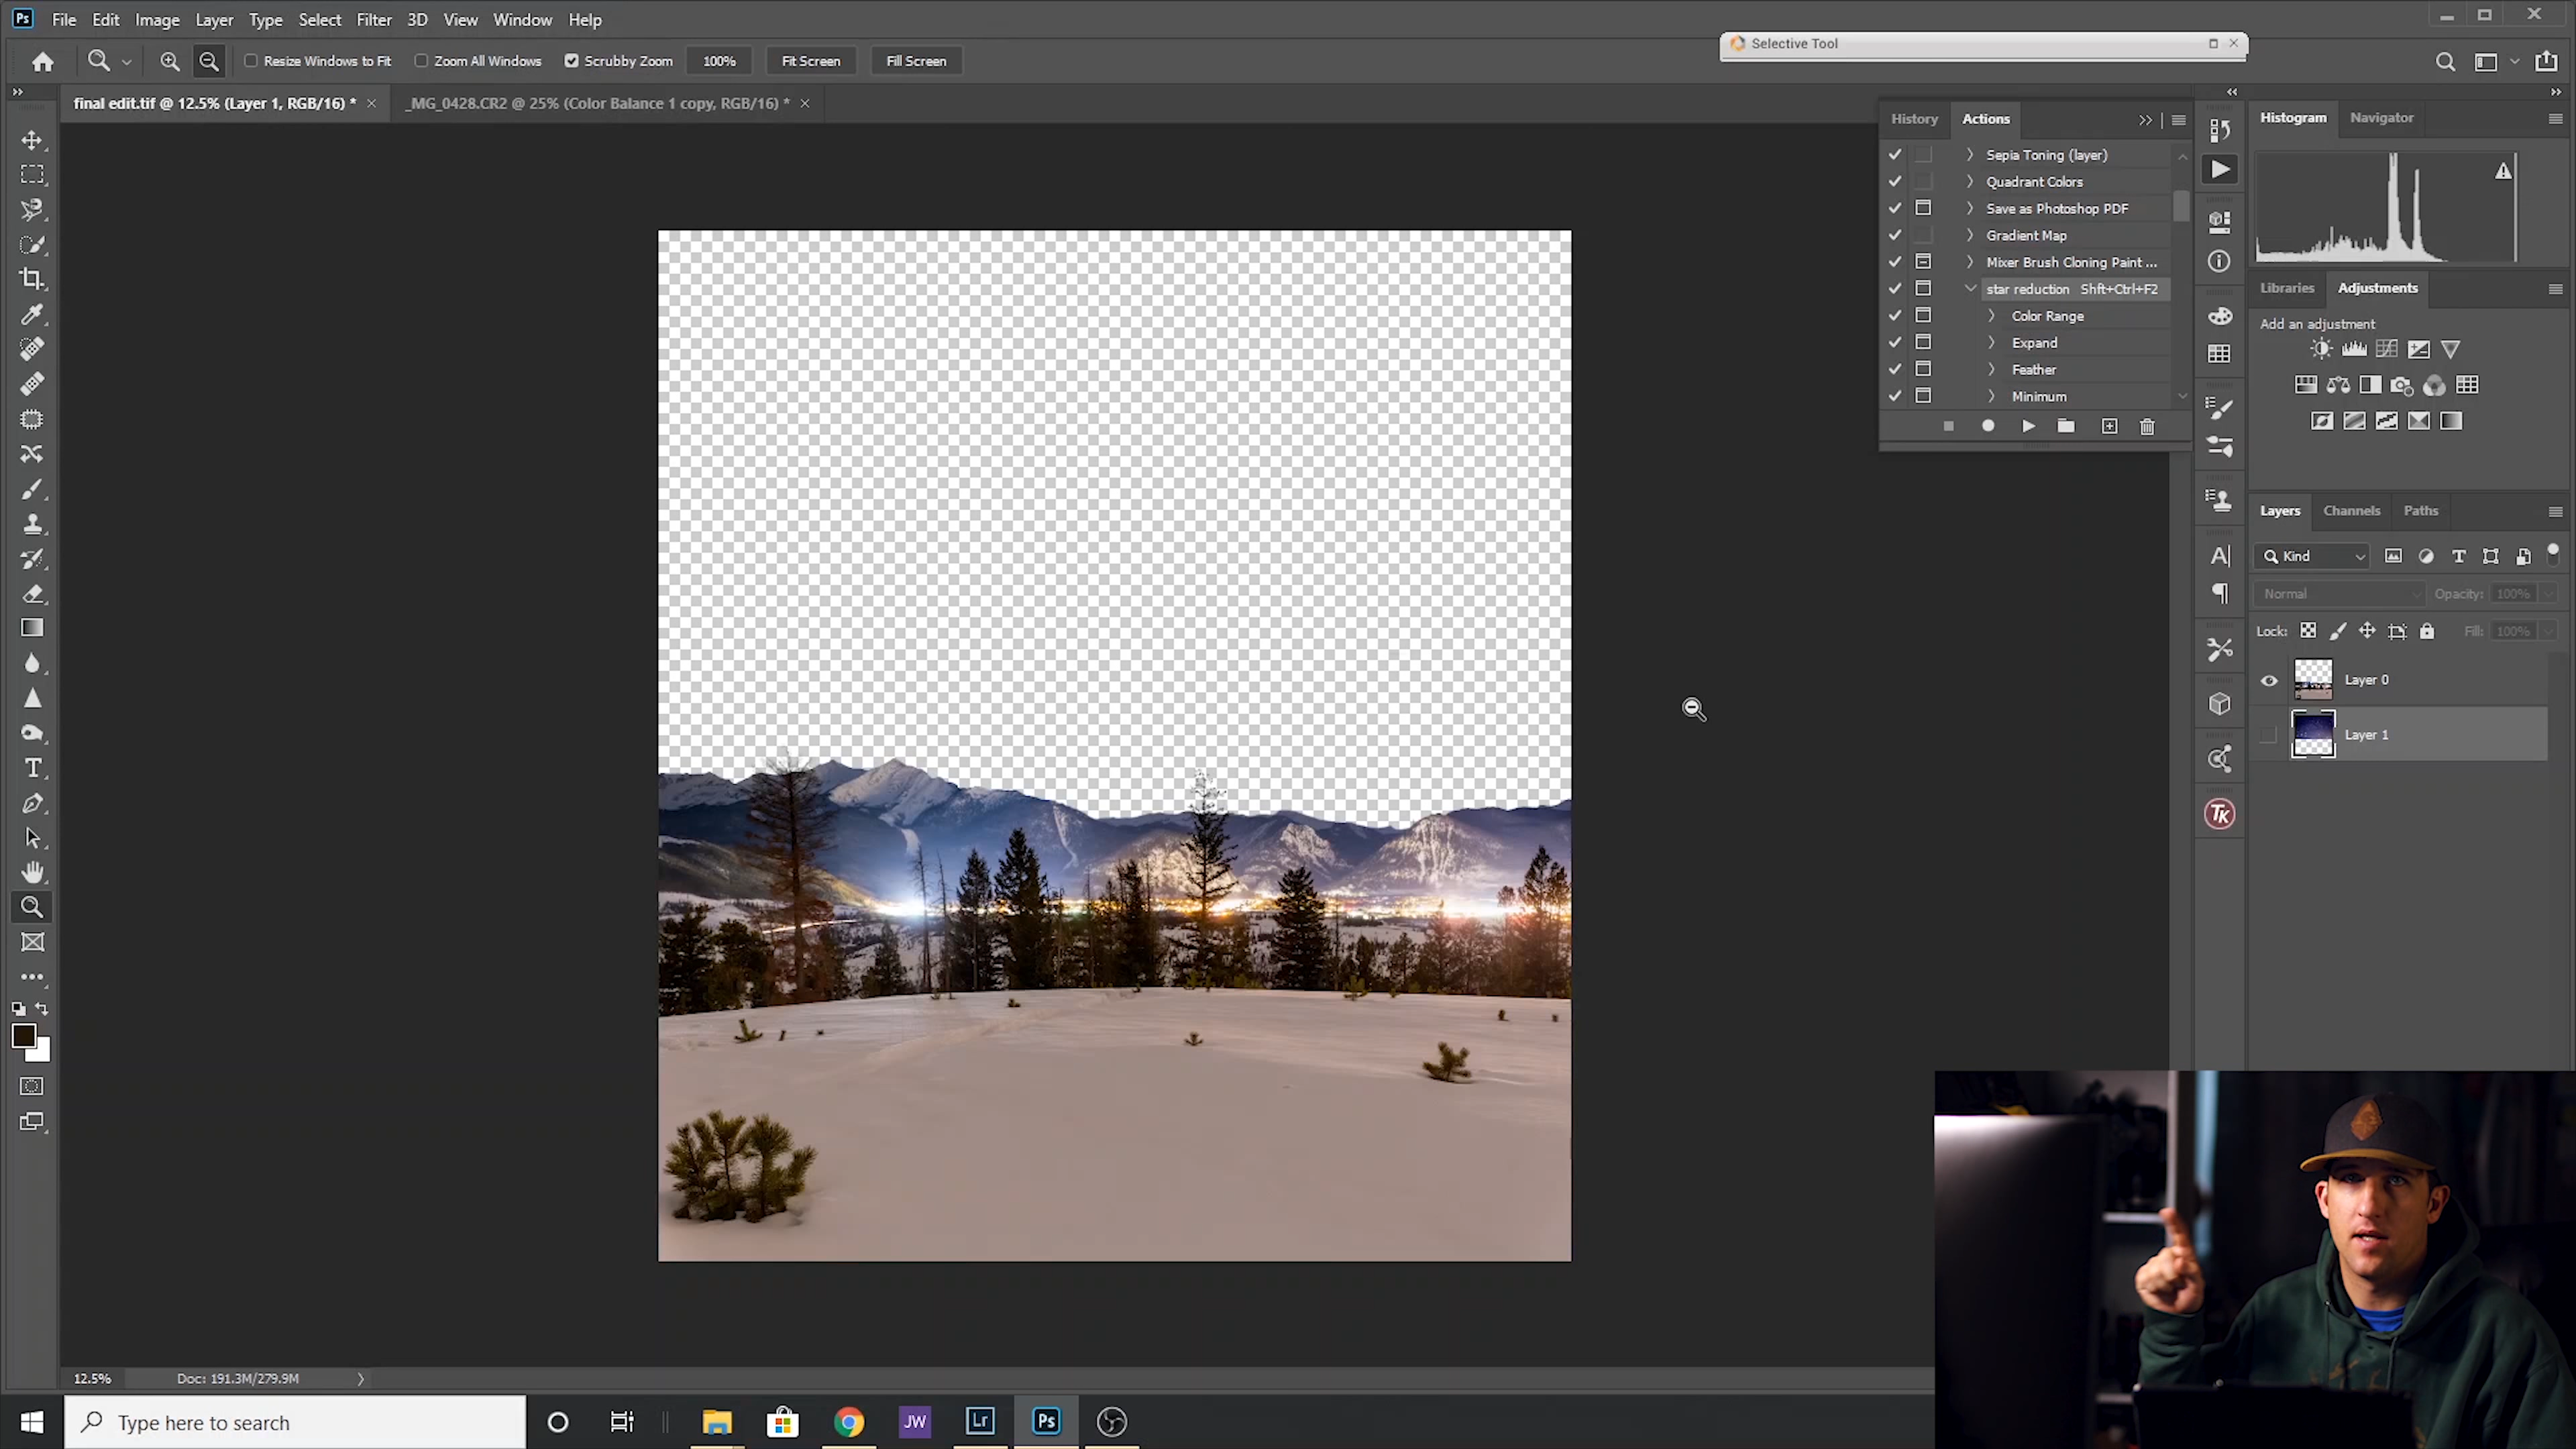 Ps File Edit Image Layer Type Select Filter 3D View Window Help
Selective Tool
Resize Windows to Fit Zoom All Windows Scrubby Zoom 100% Fit Screen Fill Screen
final edit.tif @ 12.5% (Layer 1, RGB/16) * _MG_0428.CR2 @ 25% (Color Balance 1 copy, RGB/16) *
History Actions
Sepia Toning (layer)
Quadrant Colors
Save as Photoshop PDF
Gradient Map
Mixer Brush Cloning Paint ...
star reduction Shft+Ctrl+F2
Color Range
Expand
Feather
Minimum
Histogram Navigator
Libraries Adjustments
Add an adjustment
Layers Channels Paths
Kind
Normal Opacity: 100%
Lock: Fill: 100%
Layer 0
Layer 1
TK
12.5% Doc: 191.3M/279.9M
Type here to search
JW Lr Ps